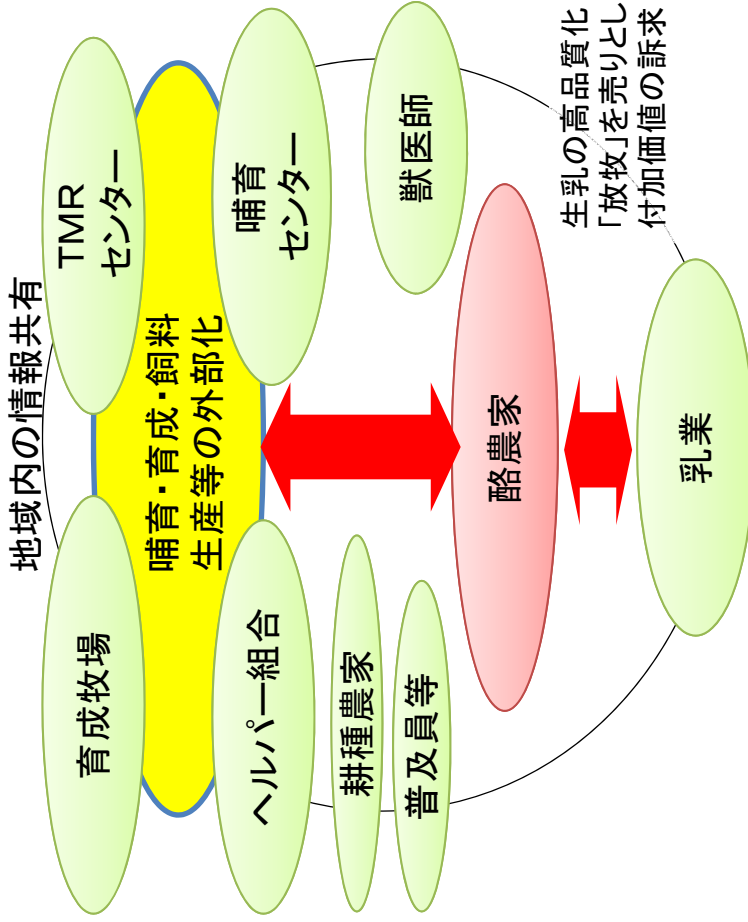 地域内の情報共有
育成牧場
TMR
センター
哺育・育成・飼料
生産等の外部化
ヘルパー組合
哺育
センター
耕種農家
普及員等
獣医師
酪農家
生乳の高品質化
「放牧」を売りとし
付加価値の訴求
乳業